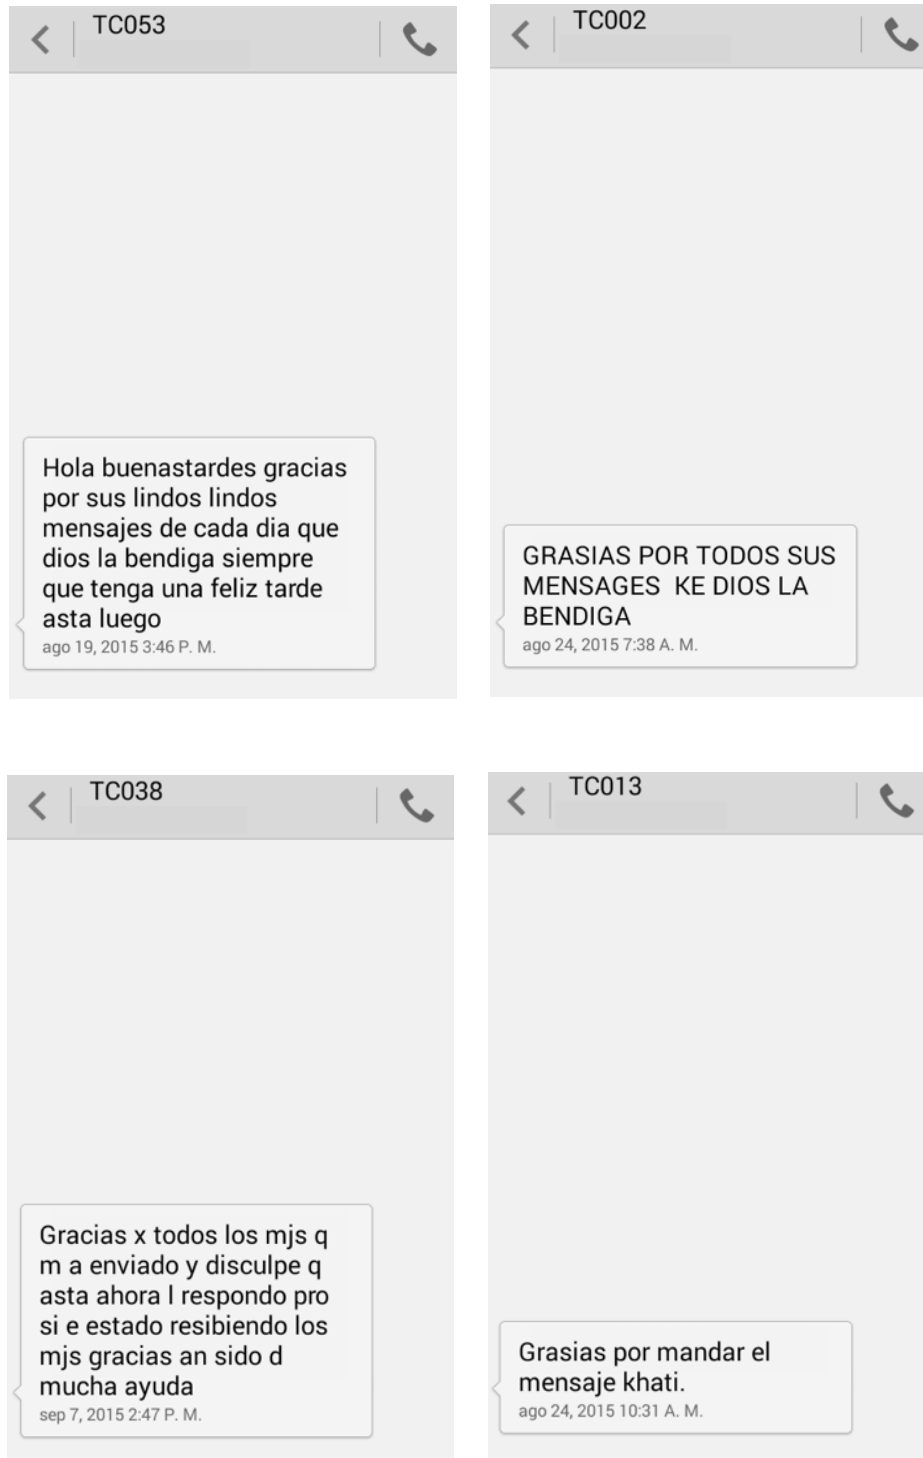 TC053
Hola buenastardes gracias
por sus lindos lindos
mensajes de cada dia que
dios la bendiga siempre
que tenga una feliz tarde
asta luego
ago 19, 2015 3:46 P. M.
TC002
GRASIAS POR TODOS SUS
MENSAGES  KE DIOS LA
BENDIGA
ago 24, 2015 7:38 A. M.
TC038
Gracias x todos los mjs q
m a enviado y disculpe q
asta ahora l respondo pro
si e estado resibiendo los
mjs gracias an sido d
mucha ayuda
sep 7, 2015 2:47 P. M.
TC013
Grasias por mandar el
mensaje khati.
ago 24, 2015 10:31 A. M.